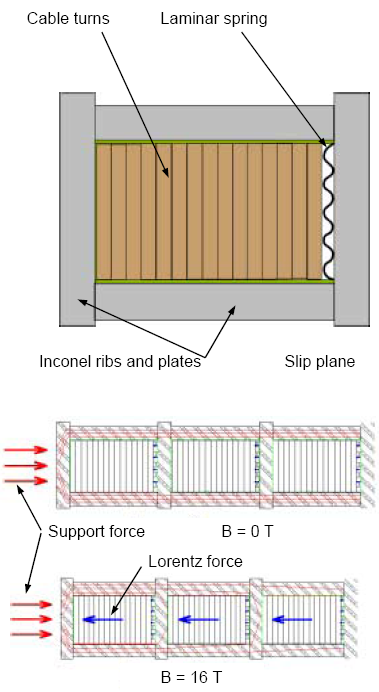 Cable turns
Laminar spring
Inconel ribs and plates
Slip plane
Support force
B = 0 T
Lorentz force
B = 16 T